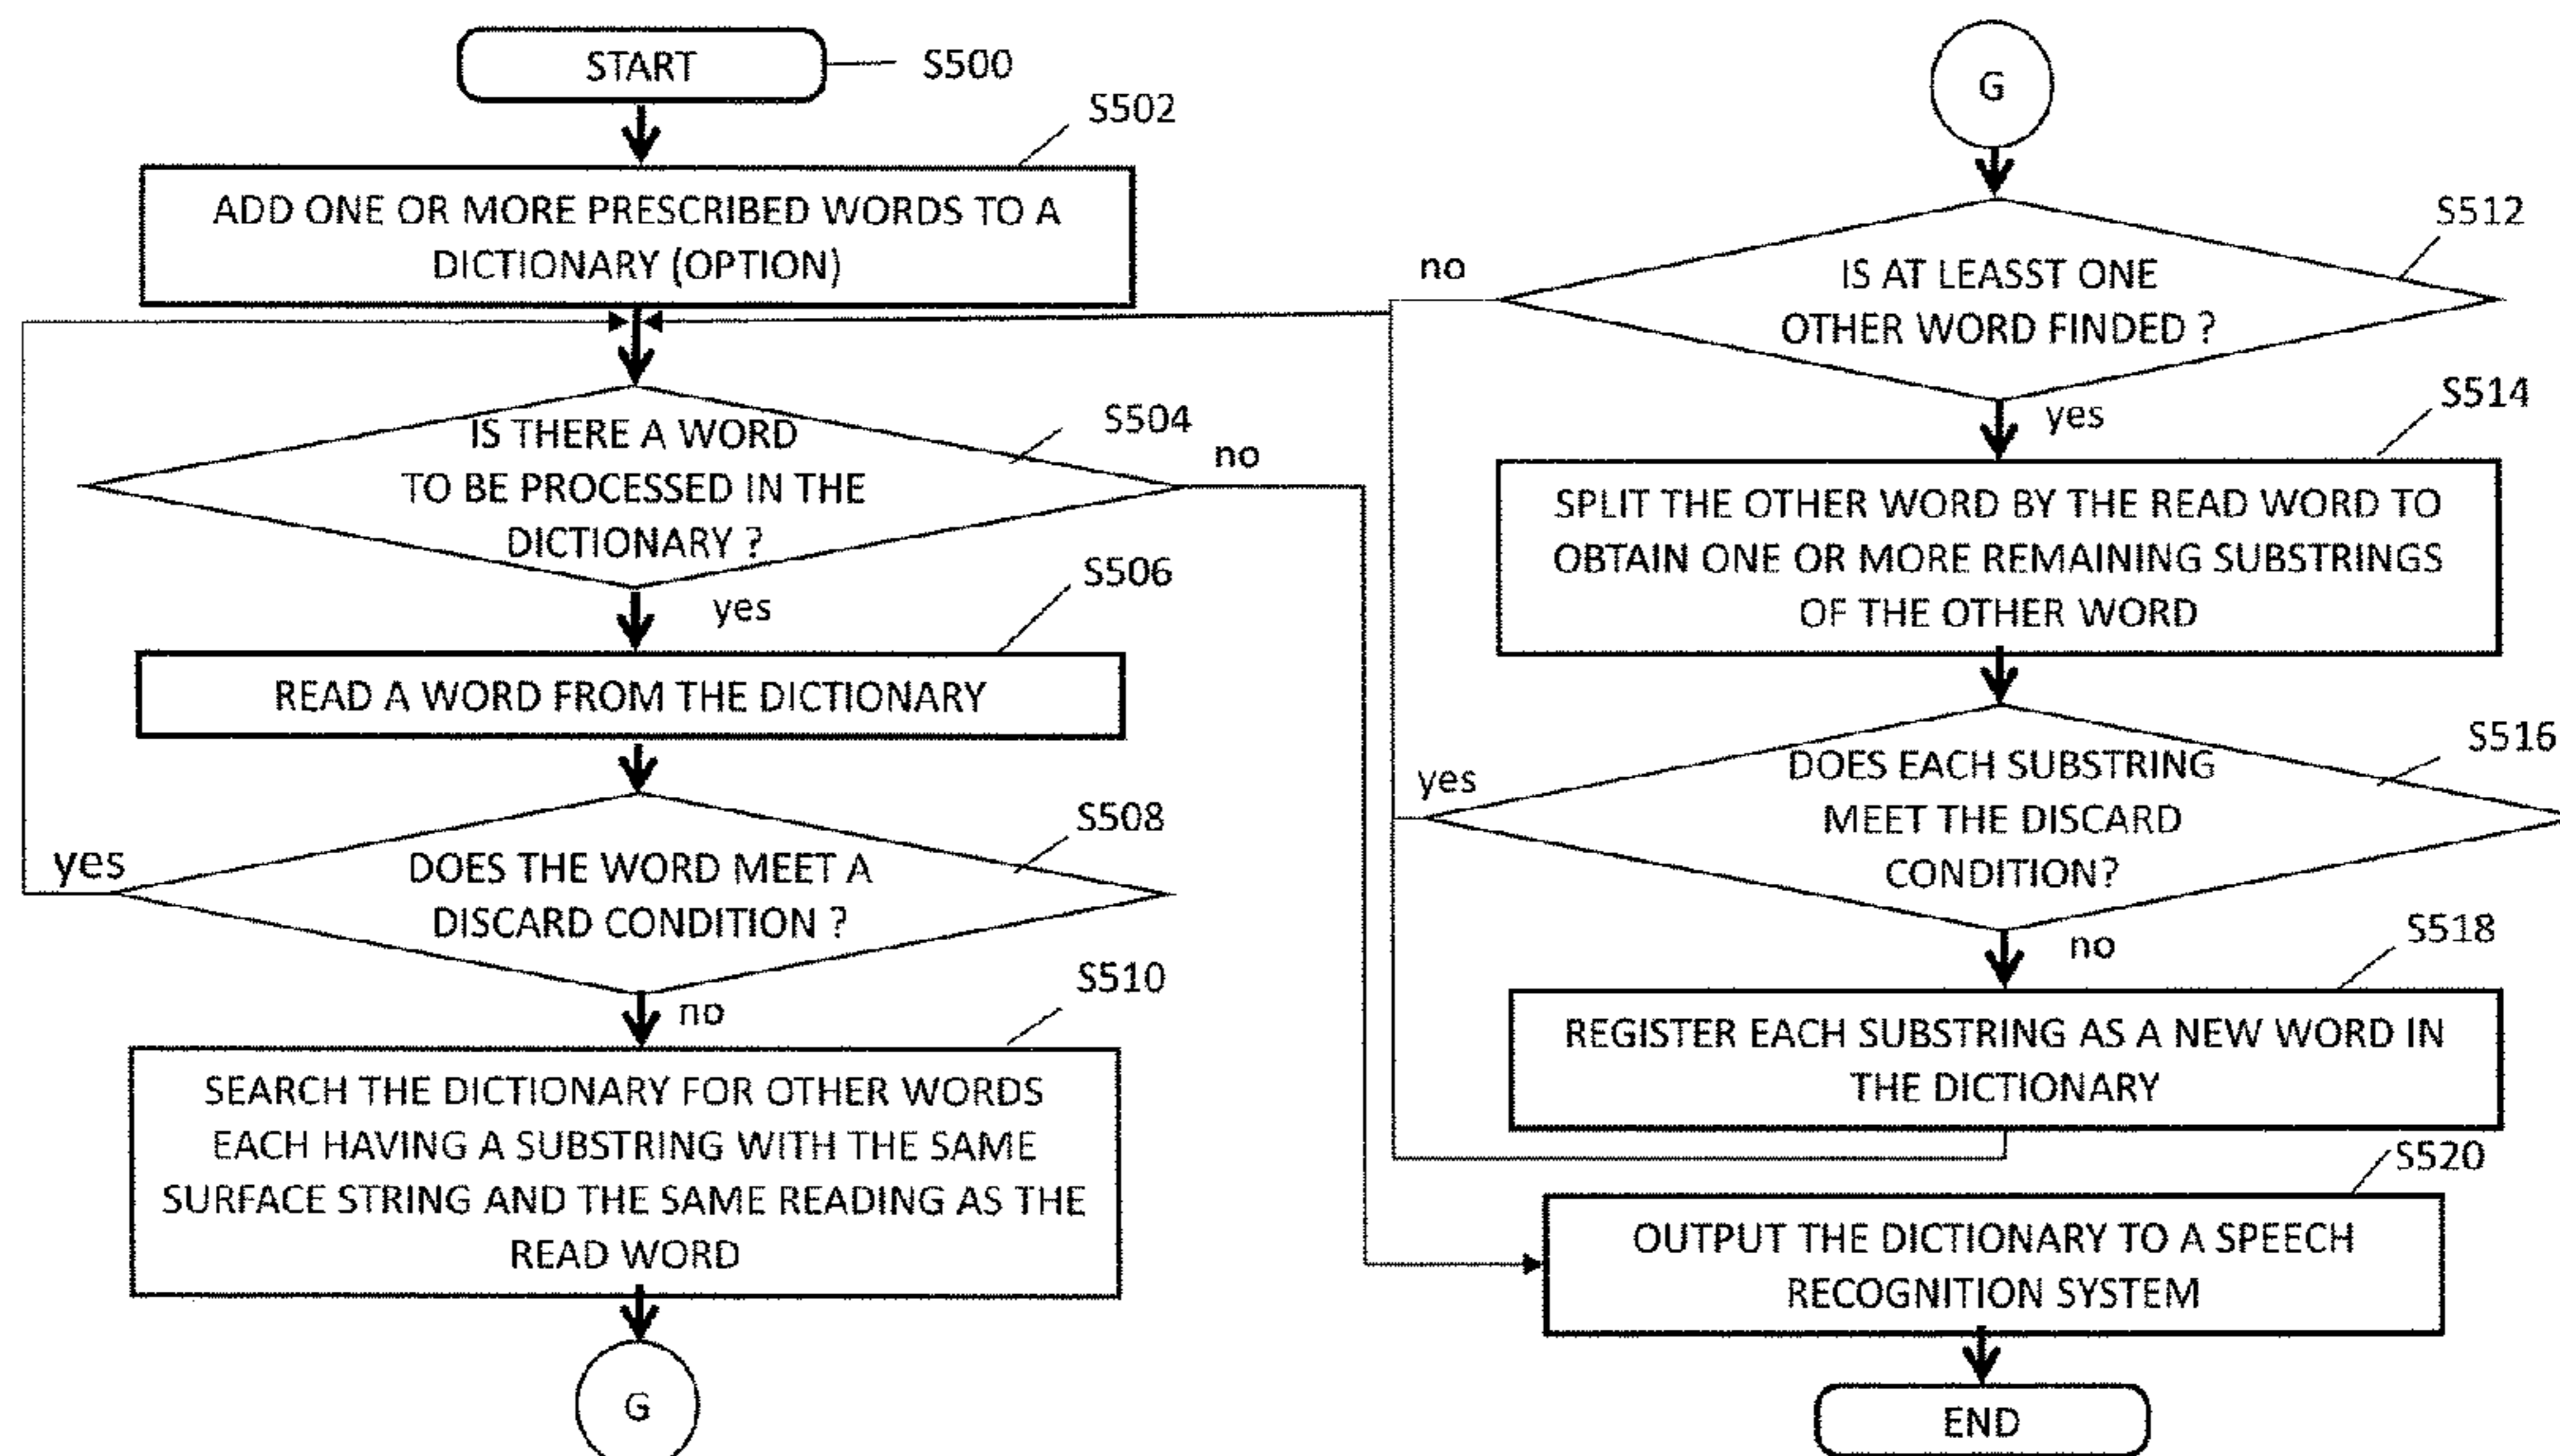 START
S500
S502
ADD ONE OR MORE PRESCRIBED WORDS TO A
DICTIONARY (OPTION)
IS THERE A WORD
TO BE PROCESSED IN THE
DICTIONARY ?
S504
no
yes
S506
READ A WORD FROM THE DICTIONARY
S508
DOES THE WORD MEET A
DISCARD CONDITION ?
yes
no
S510
SEARCH THE DICTIONARY FOR OTHER WORDS
EACH HAVING A SUBSTRING WITH THE SAME
SURFACE STRING AND THE SAME READING AS THE
READ WORD
G
G
S512
IS AT LEASST ONE
OTHER WORD FINDED ?
no
yes
S514
SPLIT THE OTHER WORD BY THE READ WORD TO
OBTAIN ONE OR MORE REMAINING SUBSTRINGS
OF THE OTHER WORD
S516
DOES EACH SUBSTRING
MEET THE DISCARD
CONDITION?
yes
no
S518
REGISTER EACH SUBSTRING AS A NEW WORD IN
THE DICTIONARY
S520
OUTPUT THE DICTIONARY TO A SPEECH
RECOGNITION SYSTEM
END